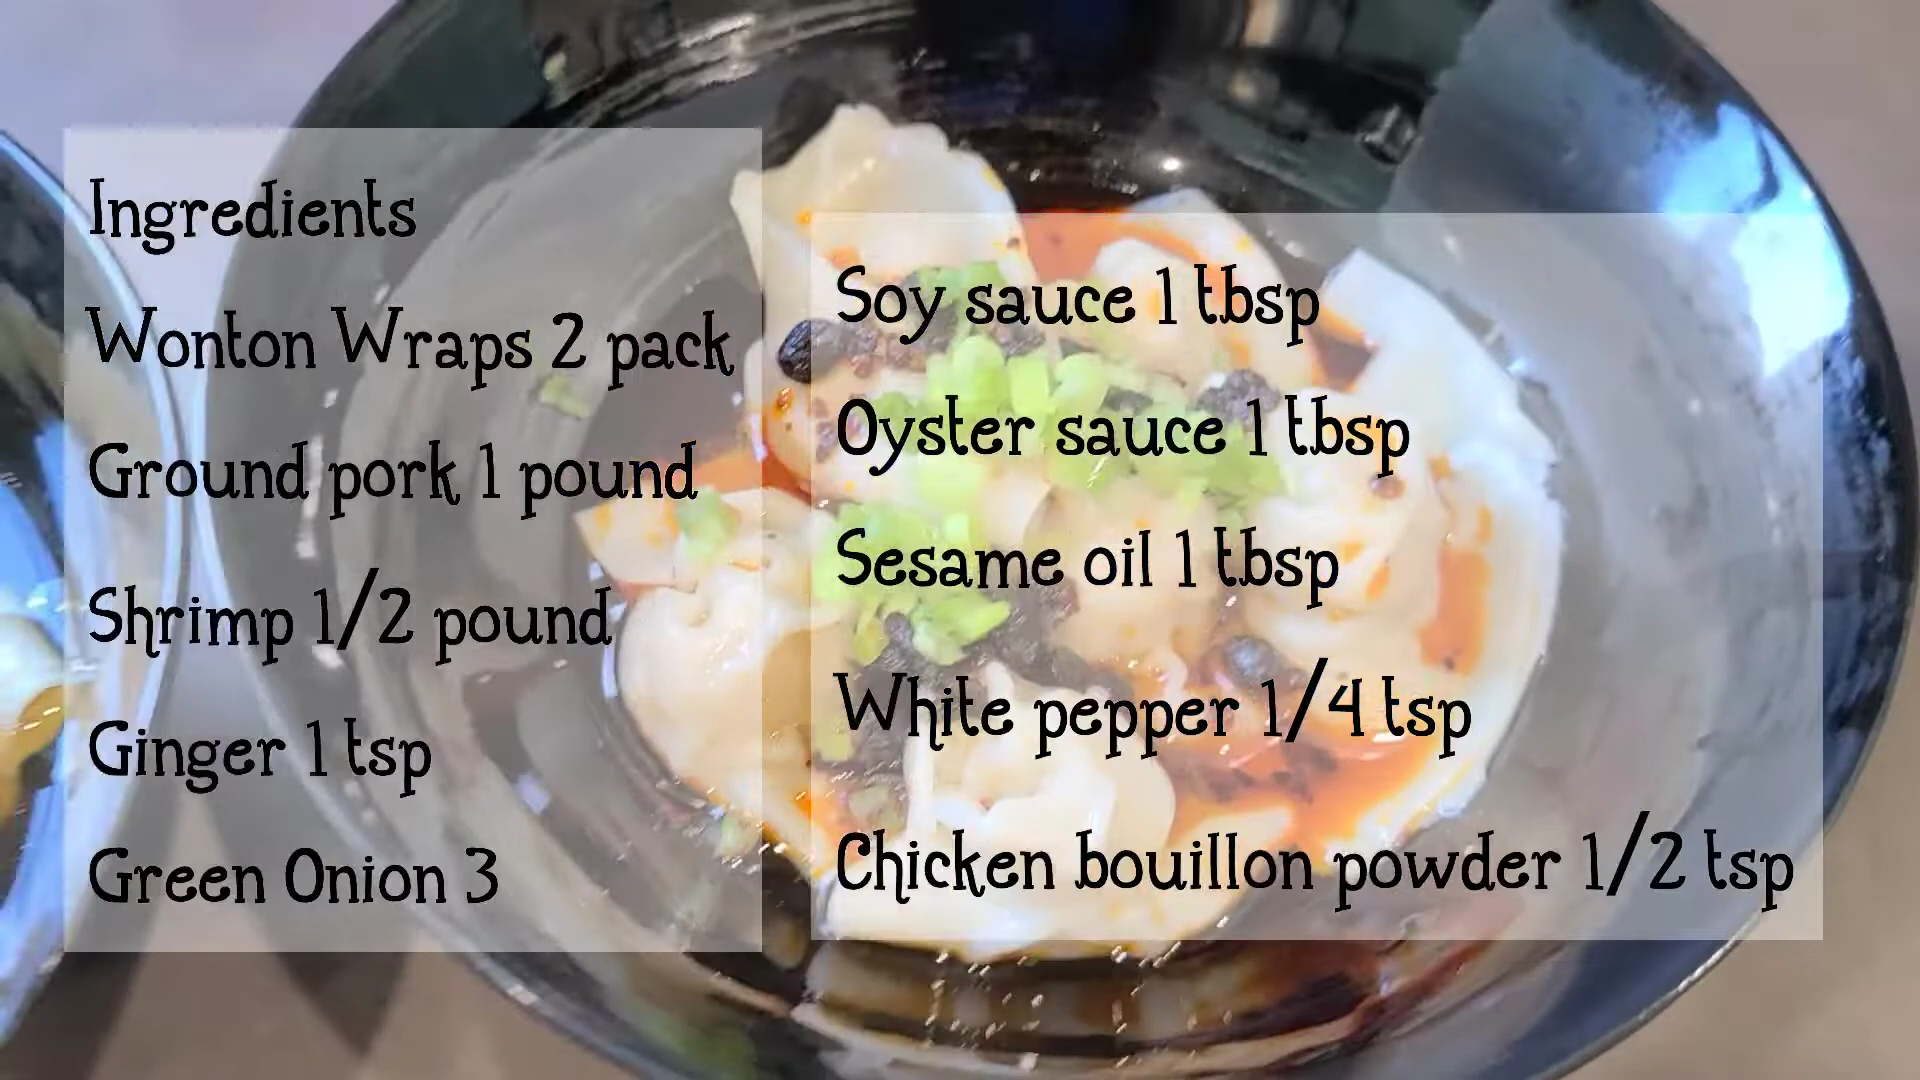 Ingredients
Wonton Wraps 2 pack
Ground pork 1 pound
Shrimp 1/2 pound
Ginger 1 tsp
Green Onion 3
Soy sauce 1 tbsp
Oyster sauce 1 tbsp
Sesame oil 1 tbsp
White pepper 1/4 tsp
Chicken bouillon powder 1/2 tsp